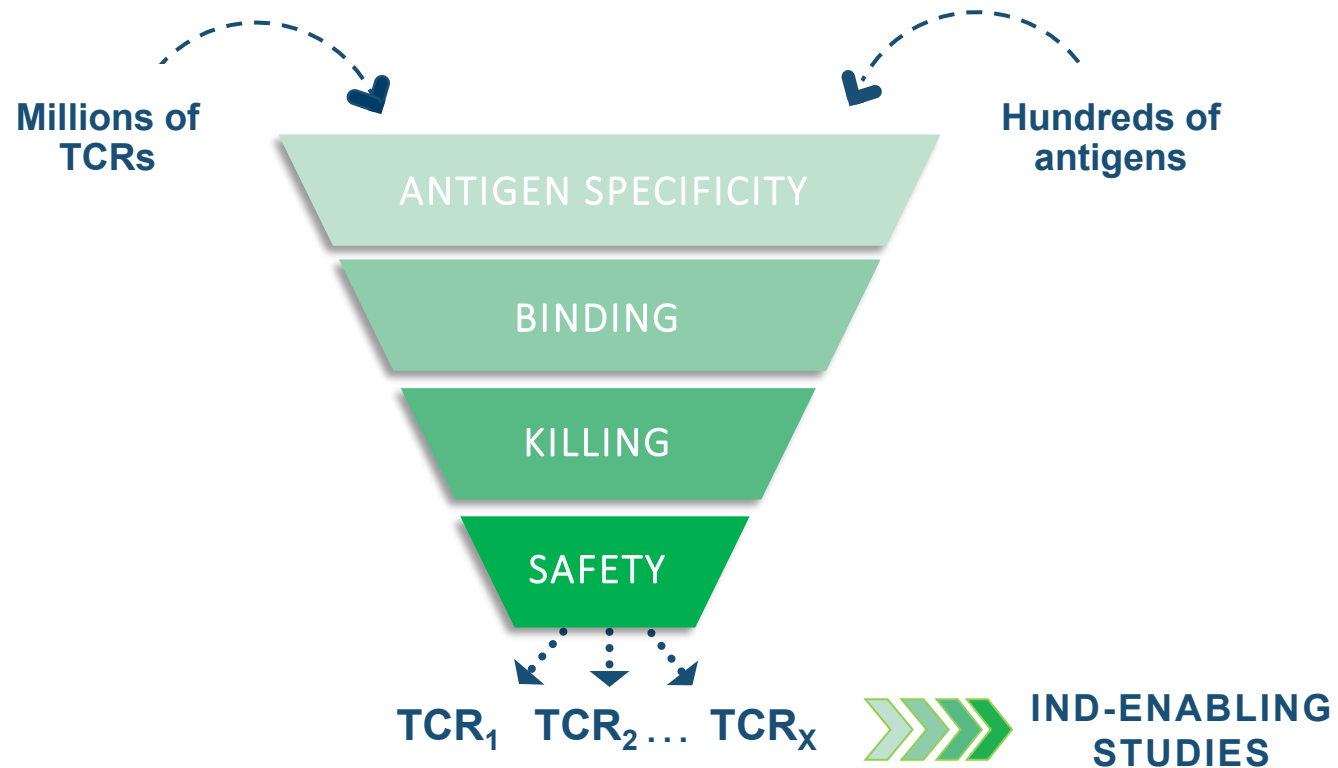 Millions of
TCRs
Hundreds of
antigens
ANTIGEN SPECIFICITY
BINDING
KILLING
SAFETY
TCR₁ TCR₂ ... TCRₓ
IND-ENABLING
STUDIES